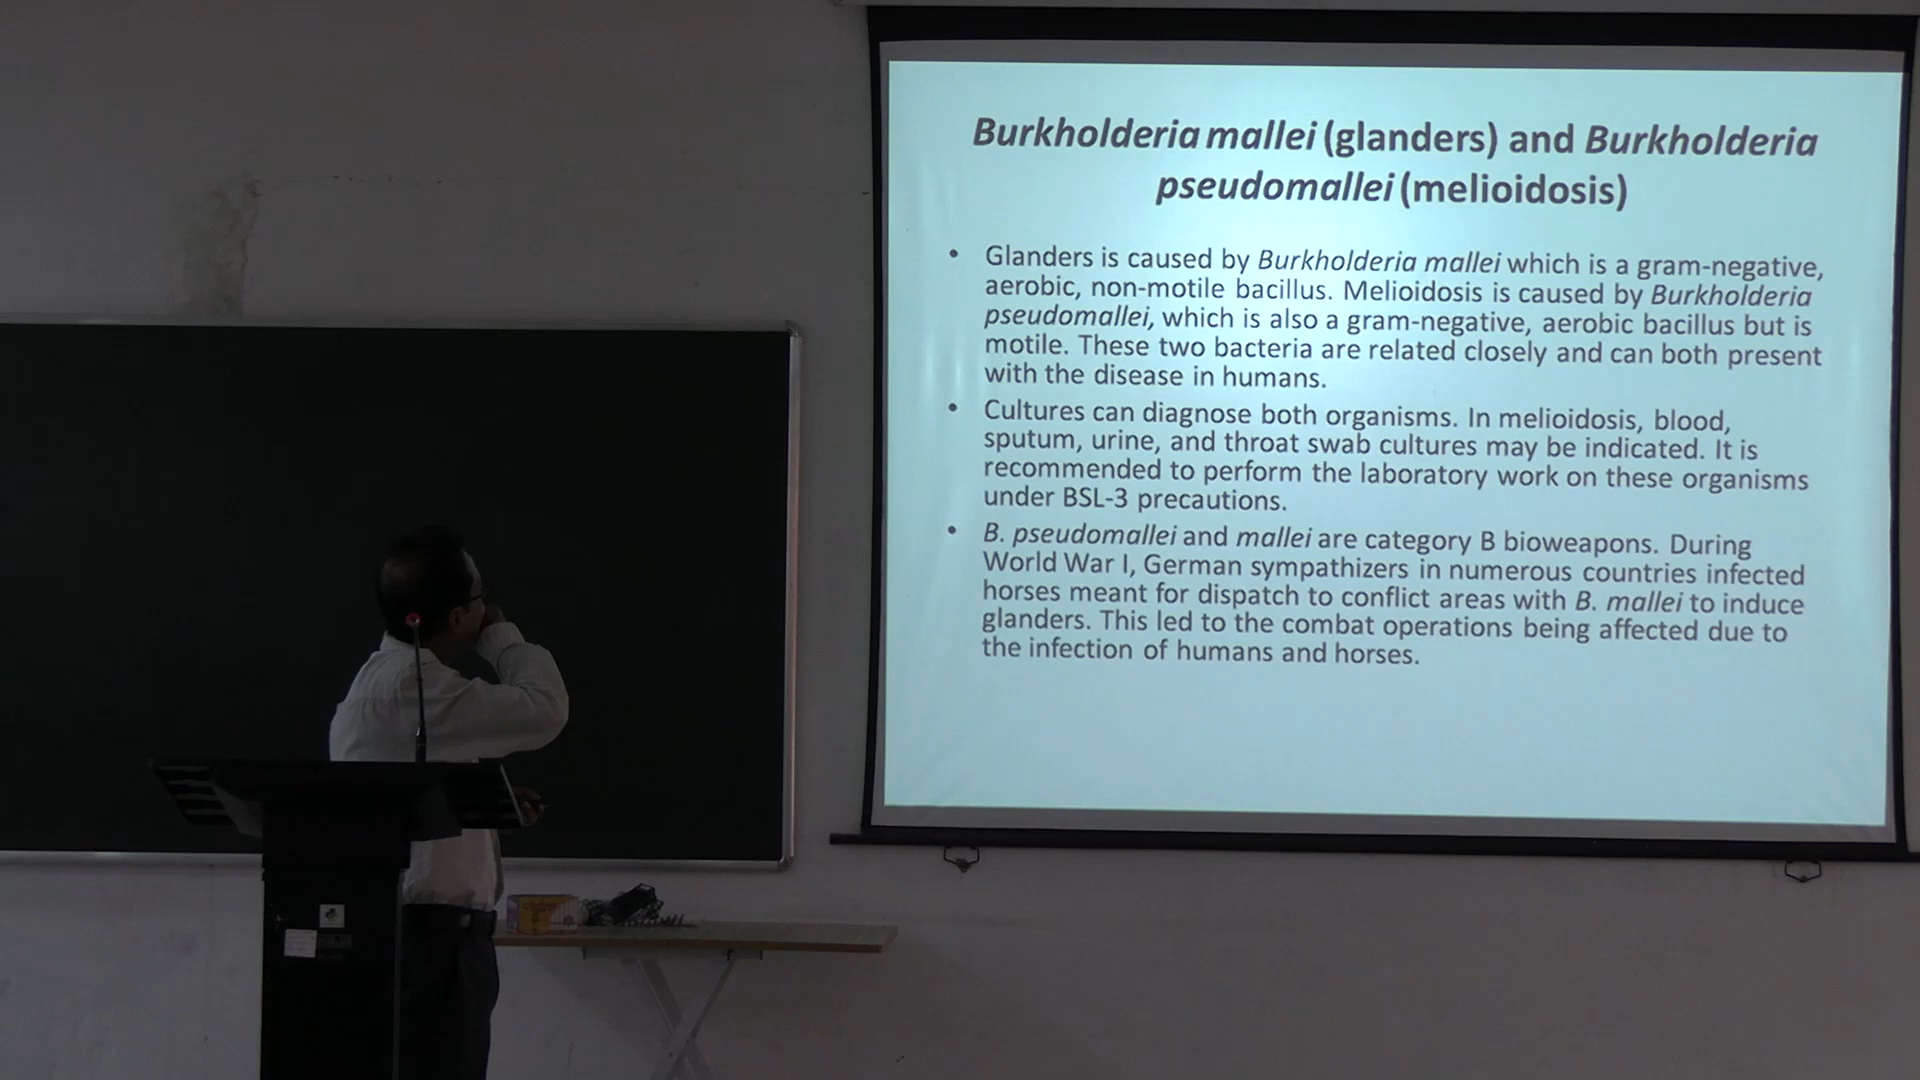 Burkholderia mallei (glanders) and Burkholderia
pseudomallei (melioidosis)
• Glanders is caused by Burkholderia mallei which is a gram-negative,
aerobic, non-motile bacillus. Melioidosis is caused by Burkholderia
pseudomallei, which is also a gram-negative, aerobic bacillus but is
motile. These two bacteria are related closely and can both present
with the disease in humans.
• Cultures can diagnose both organisms. In melioidosis, blood,
sputum, urine, and throat swab cultures may be indicated. It is
recommended to perform the laboratory work on these organisms
under BSL-3 precautions.
• B. pseudomallei and mallei are category B bioweapons. During
World War I, German sympathizers in numerous countries infected
horses meant for dispatch to conflict areas with B. mallei to induce
glanders. This led to the combat operations being affected due to
the infection of humans and horses.